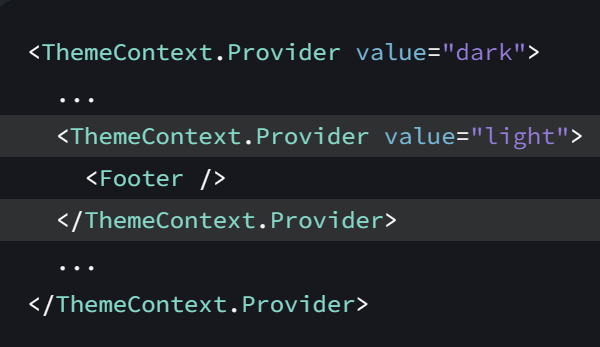 <ThemeContext.Provider value="dark">
...
<ThemeContext.Provider value="light">
<Footer />
</ThemeContext.Provider>
...
</ThemeContext.Provider>